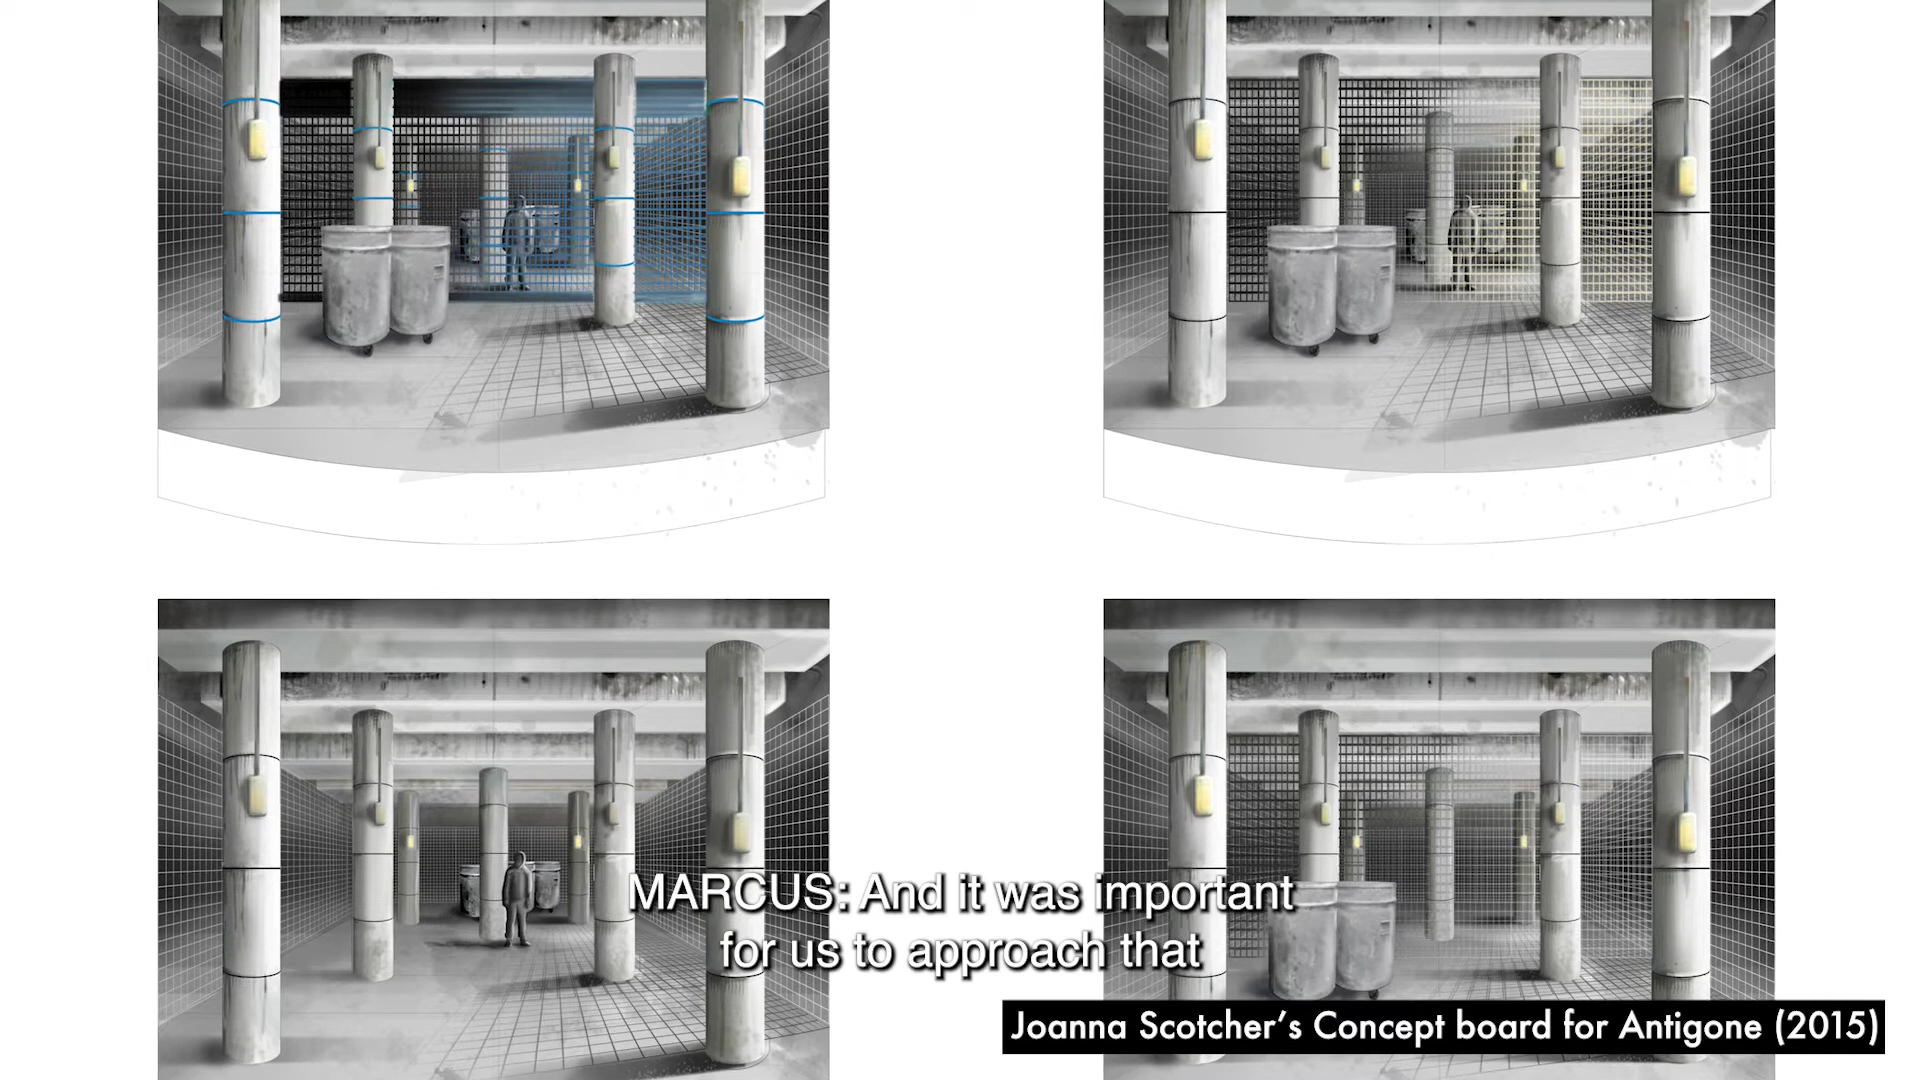 MARCUS: And it was important
for us to approach that
Joanna Scotcher’s Concept board for Antigone (2015)